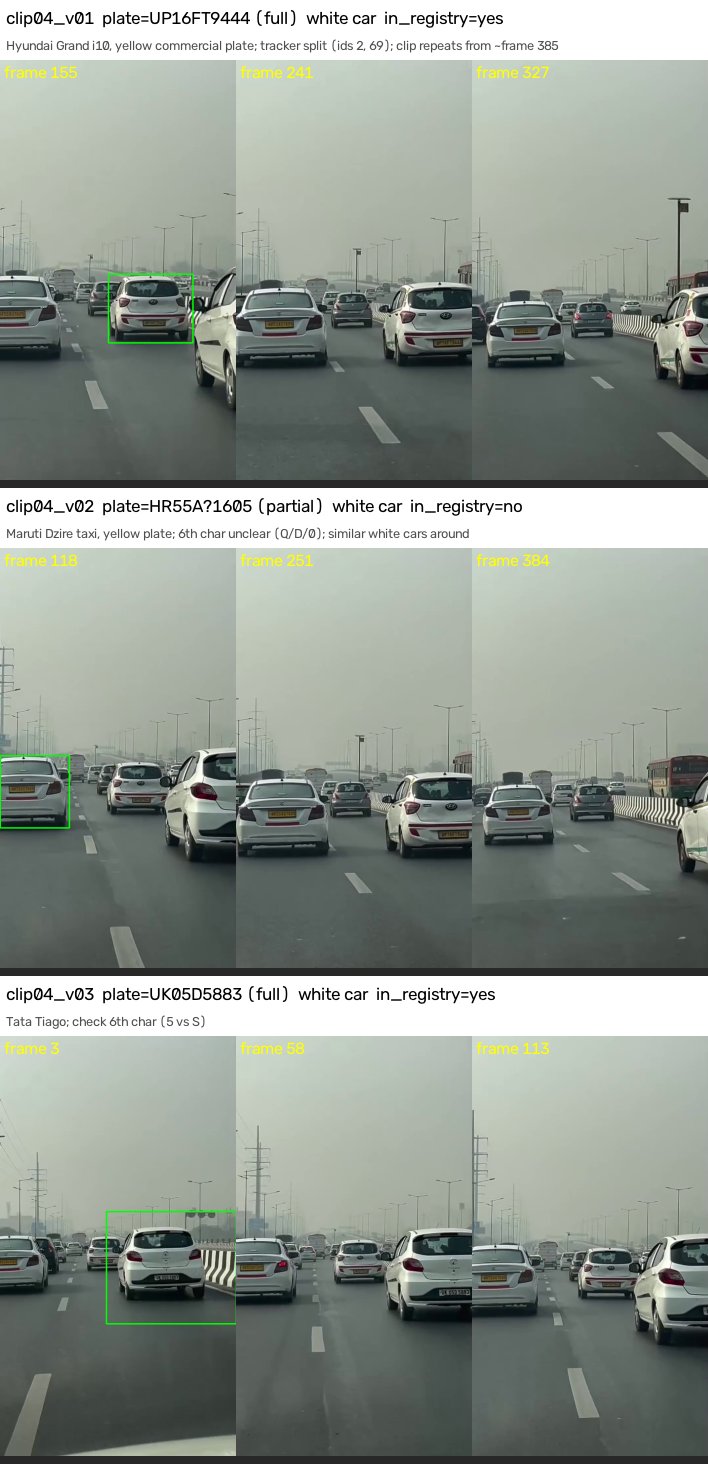 clip04_v01 plate=UP16FT9444 (full) white car in_registry=yes
Hyundai Grand i10, yellow commercial plate; tracker split (ids 2, 69); clip repeats from ~frame 385
frame 155
frame 241
frame 327
clip04_v02 plate=HR55A?1605 (partial) white car in_registry=no
Maruti Dzire taxi, yellow plate; 6th char unclear (Q/D/0); similar white cars around
frame 118
frame 251
frame 384
clip04_v03 plate=UK05D5883 (full) white car in_registry=yes
Tata Tiago; check 6th char (5 vs S)
frame 3
frame 58
frame 113